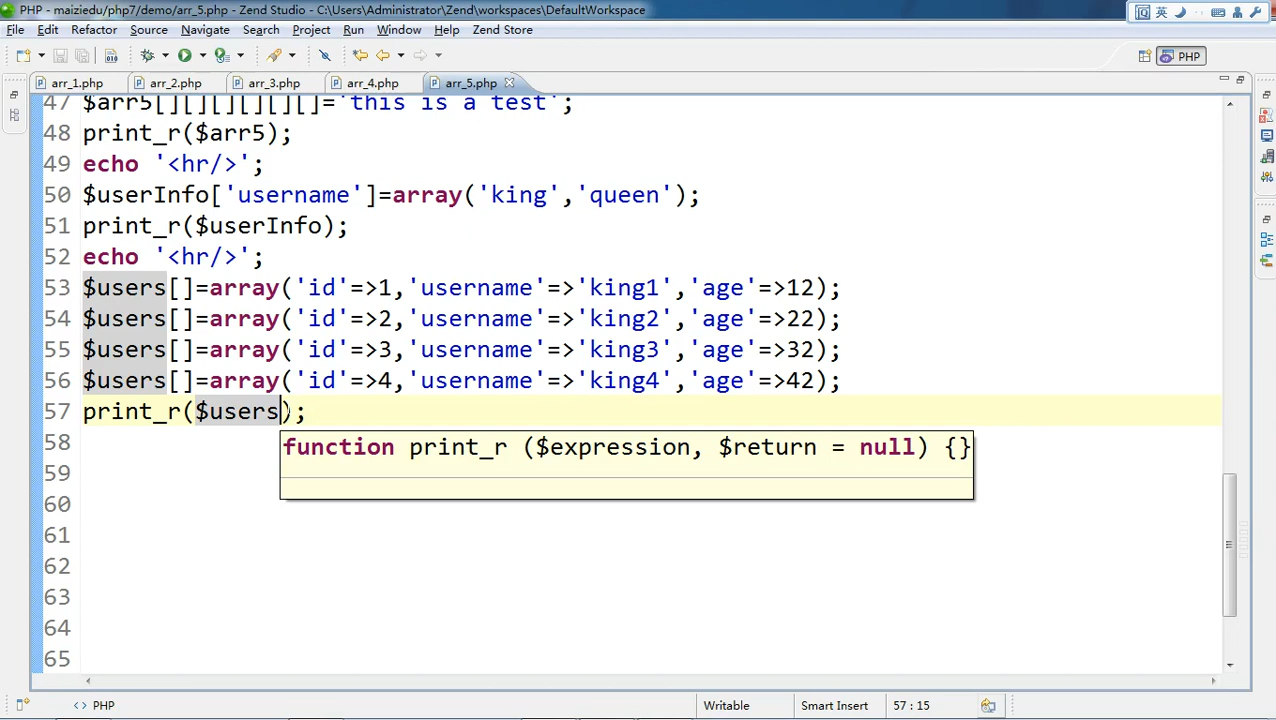 PHP - maiziedu/php7/demo/arr_5.php - Zend Studio - C:\Users\Administrator\Zend\workspaces\DefaultWorkspace
英
File Edit Refactor Source Navigate Search Project Run Window Help Zend Store
PHP
arr_1.php arr_2.php arr_3.php arr_4.php arr_5.php
47 $arr5[][][][][][]='this is a test';
48 print_r($arr5);
49 echo '<hr/>';
50 $userInfo['username']=array('king','queen');
51 print_r($userInfo);
52 echo '<hr/>';
53 $users[]=array('id'=>1,'username'=>'king1','age'=>12);
54 $users[]=array('id'=>2,'username'=>'king2','age'=>22);
55 $users[]=array('id'=>3,'username'=>'king3','age'=>32);
56 $users[]=array('id'=>4,'username'=>'king4','age'=>42);
57 print_r($users);
58 function print_r ($expression, $return = null) {}
59
60
61
62
63
64
65
PHP Writable Smart Insert 57 : 15